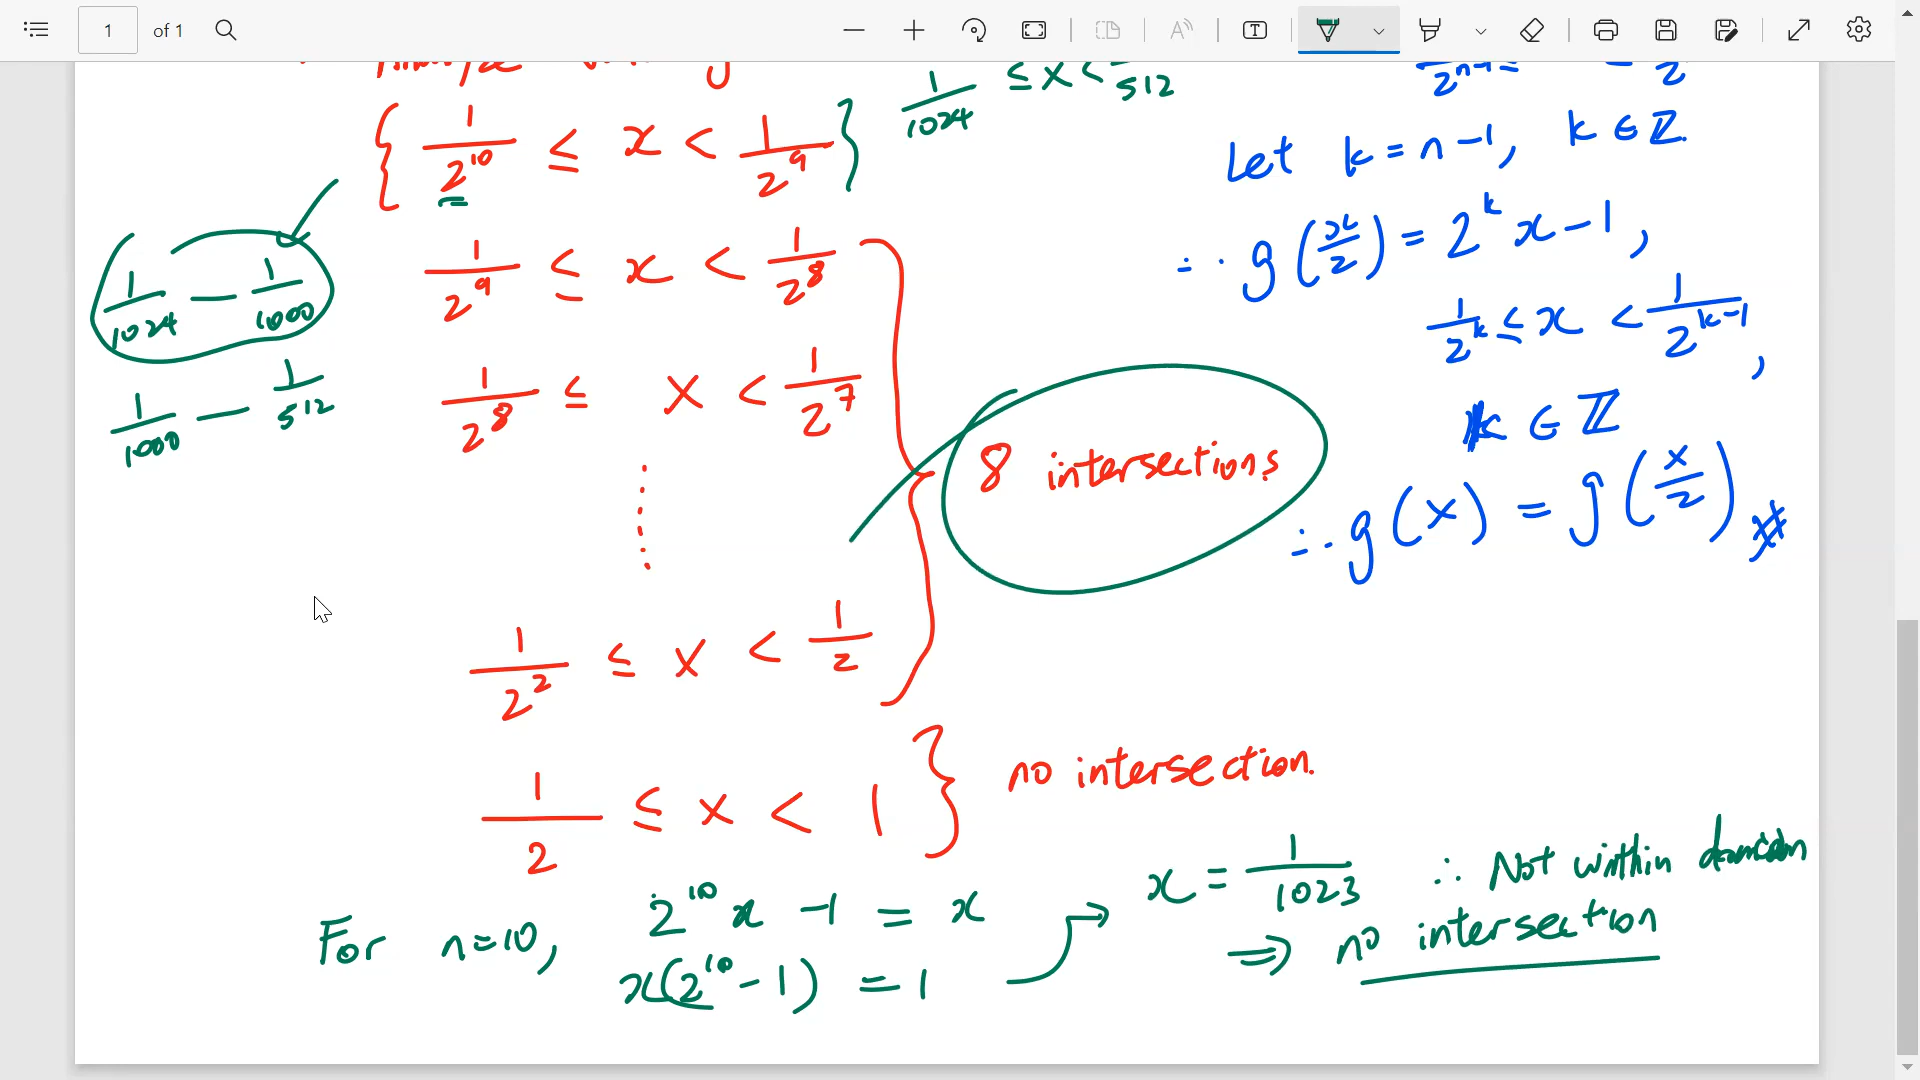 1 of 1
1/1024 ≤ x < 1/512
{ 1/2^10 ≤ x < 1/2^9 }
1/2^9 ≤ x < 1/2^8
1/1024 — 1/1000
1/2^8 ≤ x < 1/2^7
1/1000 — 1/512
8 intersections
1/2^2 ≤ x < 1/2
1/2 ≤ x < 1 } no intersection.
For n=10, 2^10 x - 1 = x
x(2^10 - 1) = 1
x = 1/1023 ∴ Not within domain
⇒ no intersection
Let k = n-1, k ∈ ℤ.
∴ g(x/2) = 2^k x - 1,
1/2^k ≤ x < 1/2^(k-1),
k ∈ ℤ
∴ g(x) = g(x/2) #